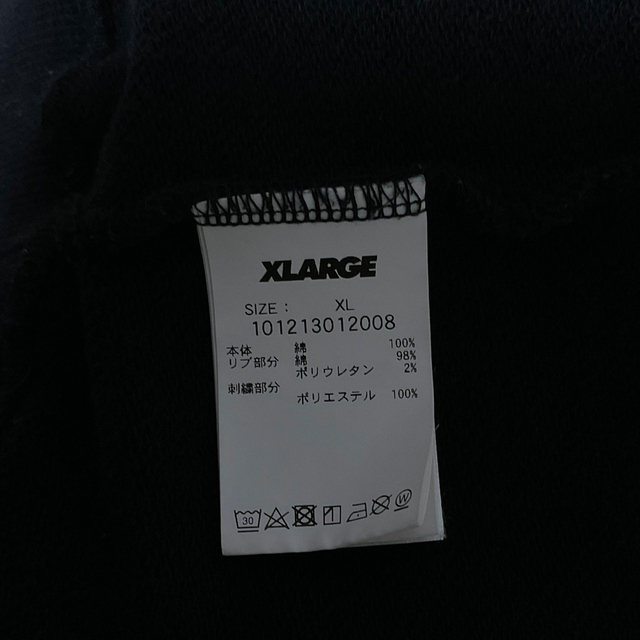 XLARGE
SIZE : XL
101213012008
本体 綿 100%
リブ部分 綿 98%
ポリウレタン 2%
刺繍部分
ポリエステル 100%
30 W